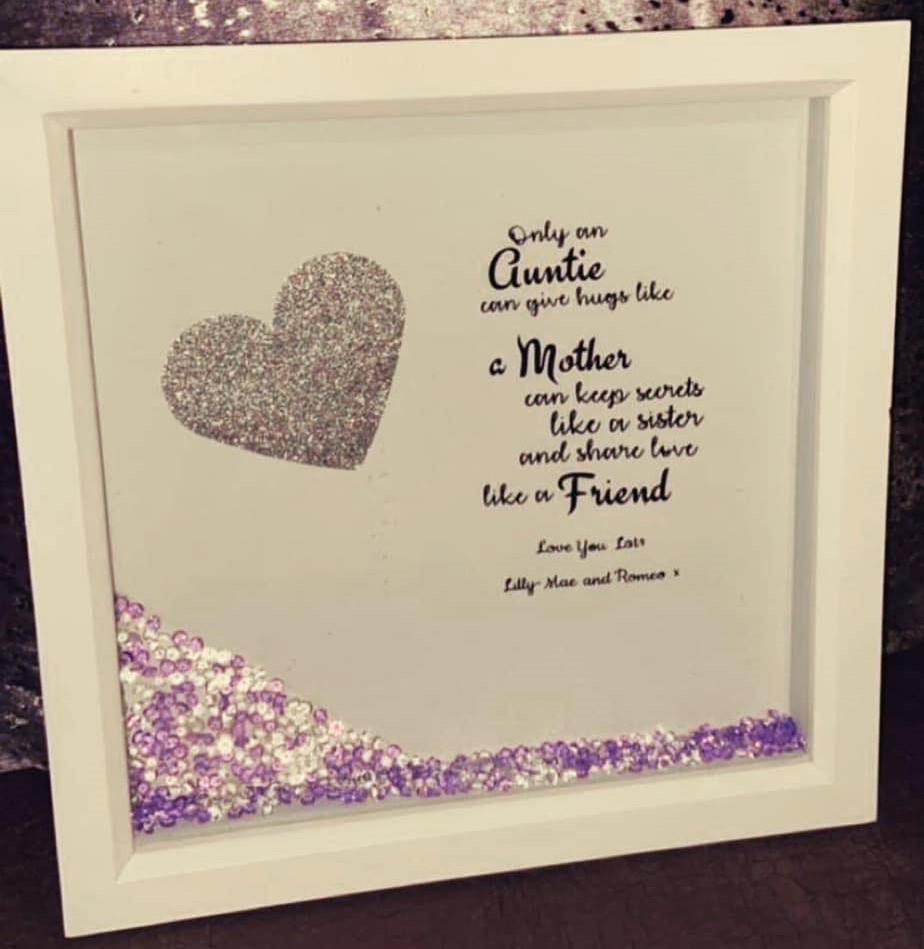 Only an
Auntie
can give hugs like
a Mother
can keep secrets
like a sister
and share love
like a Friend
Love You Lots
Lilly-Mae and Romeo x